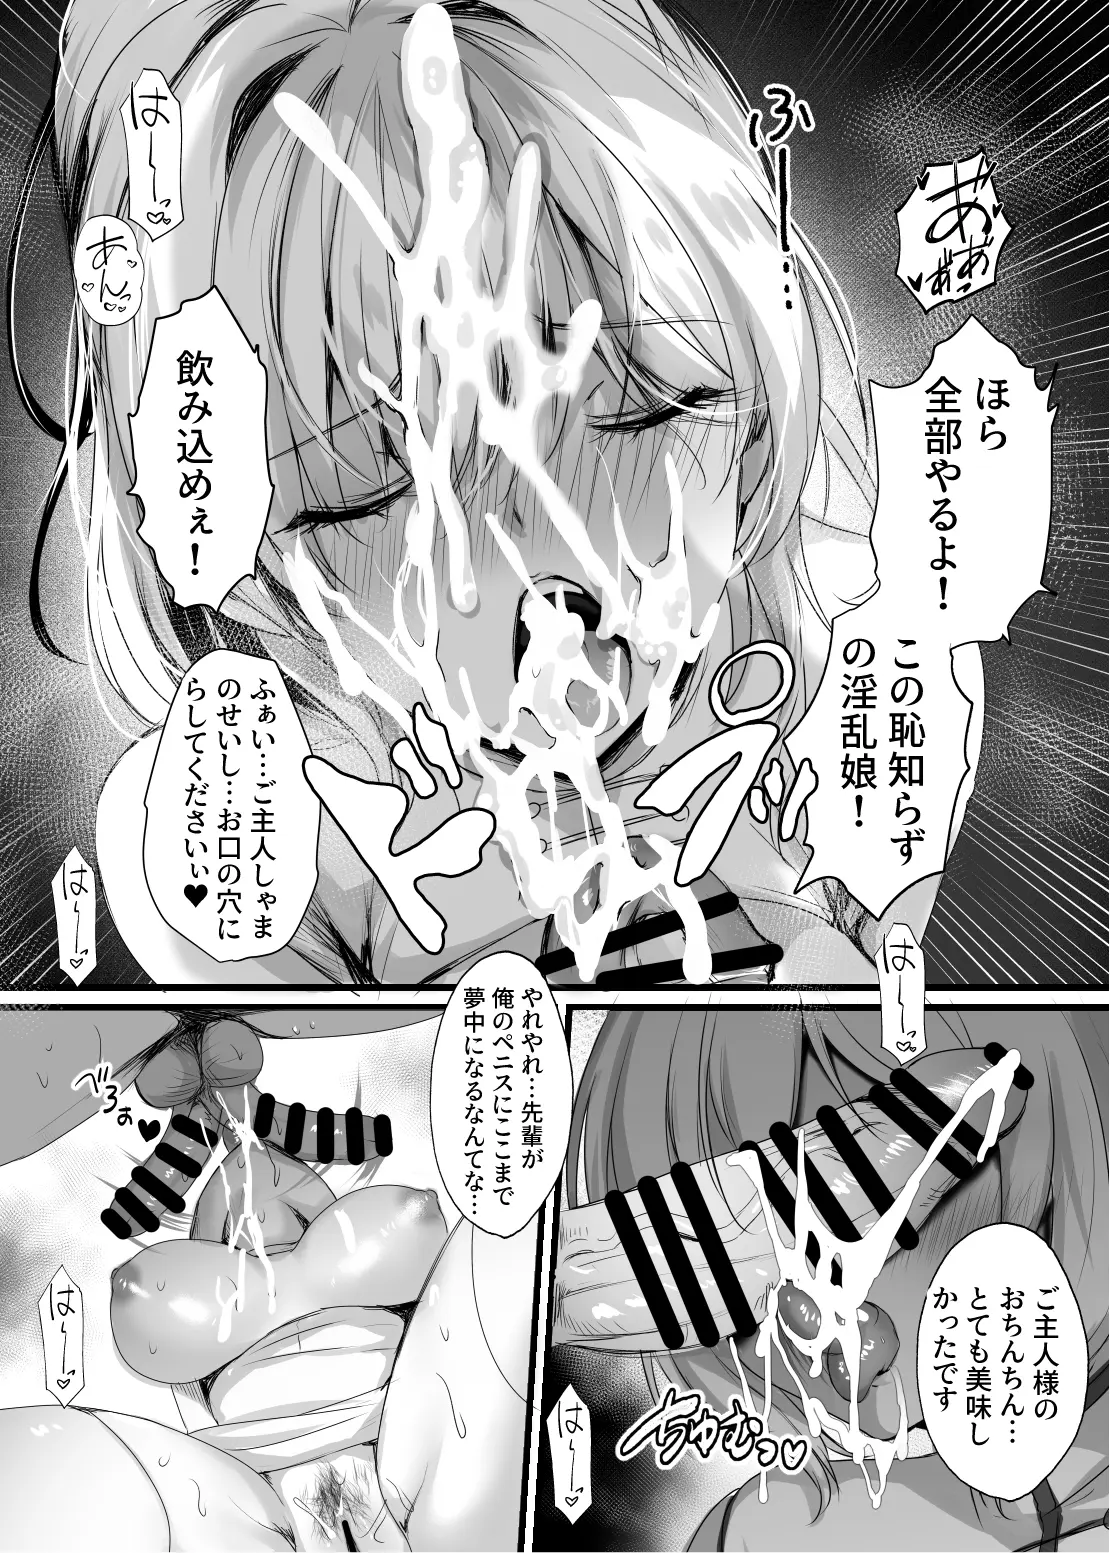 あ
ああ
ふーー…
ほら
全部やるよ！
この恥知らず
の淫乱娘！
はーー
あんっ
飲み込めぇ！
ふぁい…ご主人しゃま
のせいし…お口の穴に
らしてくださいぃ♥
ドプッ
はーっ
はーー
ご主人様の
おちんちん…
とても美味し
かったです
ちゅむっ
はーっ
やれやれ…先輩が
俺のペニスにここまで
夢中になるなんてな…
はーっ